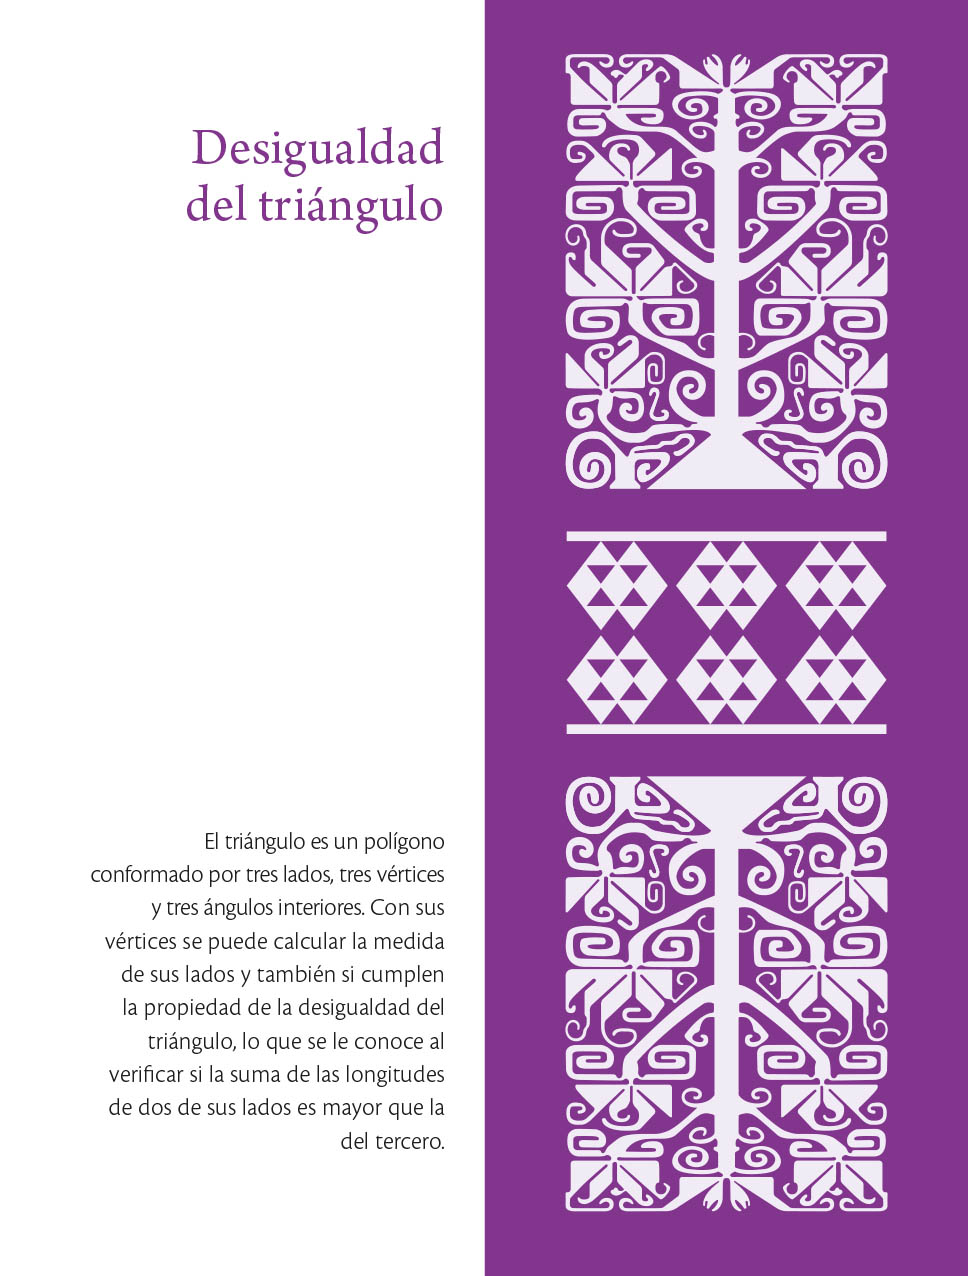 Desigualdad
del triángulo
El triángulo es un polígono
conformado por tres lados, tres vértices
y tres ángulos interiores. Con sus
vértices se puede calcular la medida
de sus lados y también si cumplen
la propiedad de la desigualdad del
triángulo, lo que se le conoce al
verificar si la suma de las longitudes
de dos de sus lados es mayor que la
del tercero.